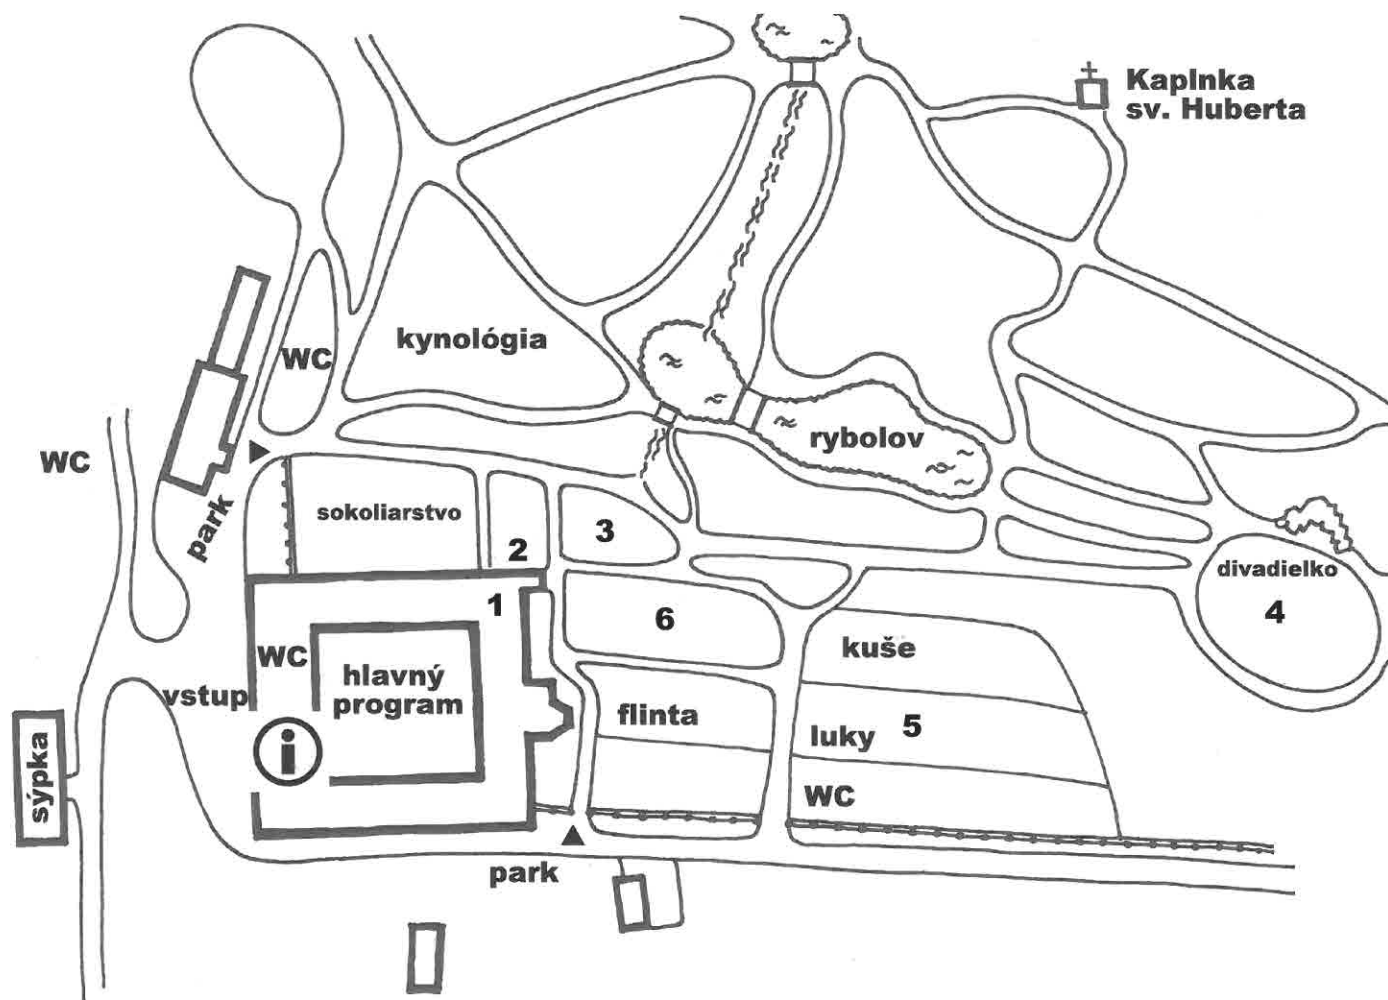 Kaplnka
sv. Huberta
kynológia
WC
rybolov
WC
park
sokoliarstvo
2
3
divadielko
4
1
6
WC
hlavný
program
kuše
vstup
flinta
luky
5
i
sýpka
WC
park